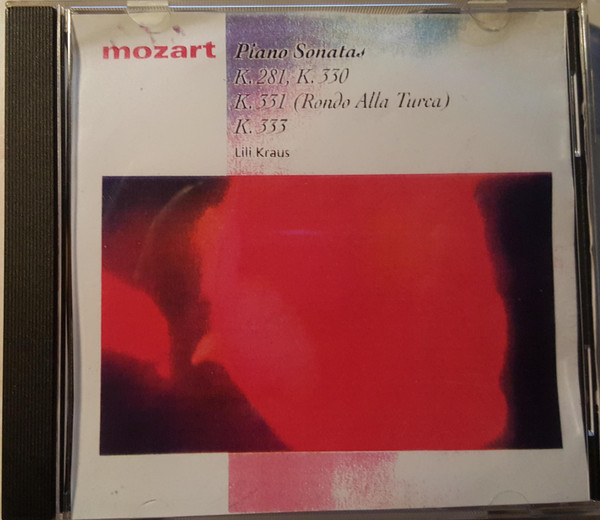 mozart Piano Sonatas
K. 281, K. 330
K. 331 (Rondo Alla Turca)
K. 333
Lili Kraus